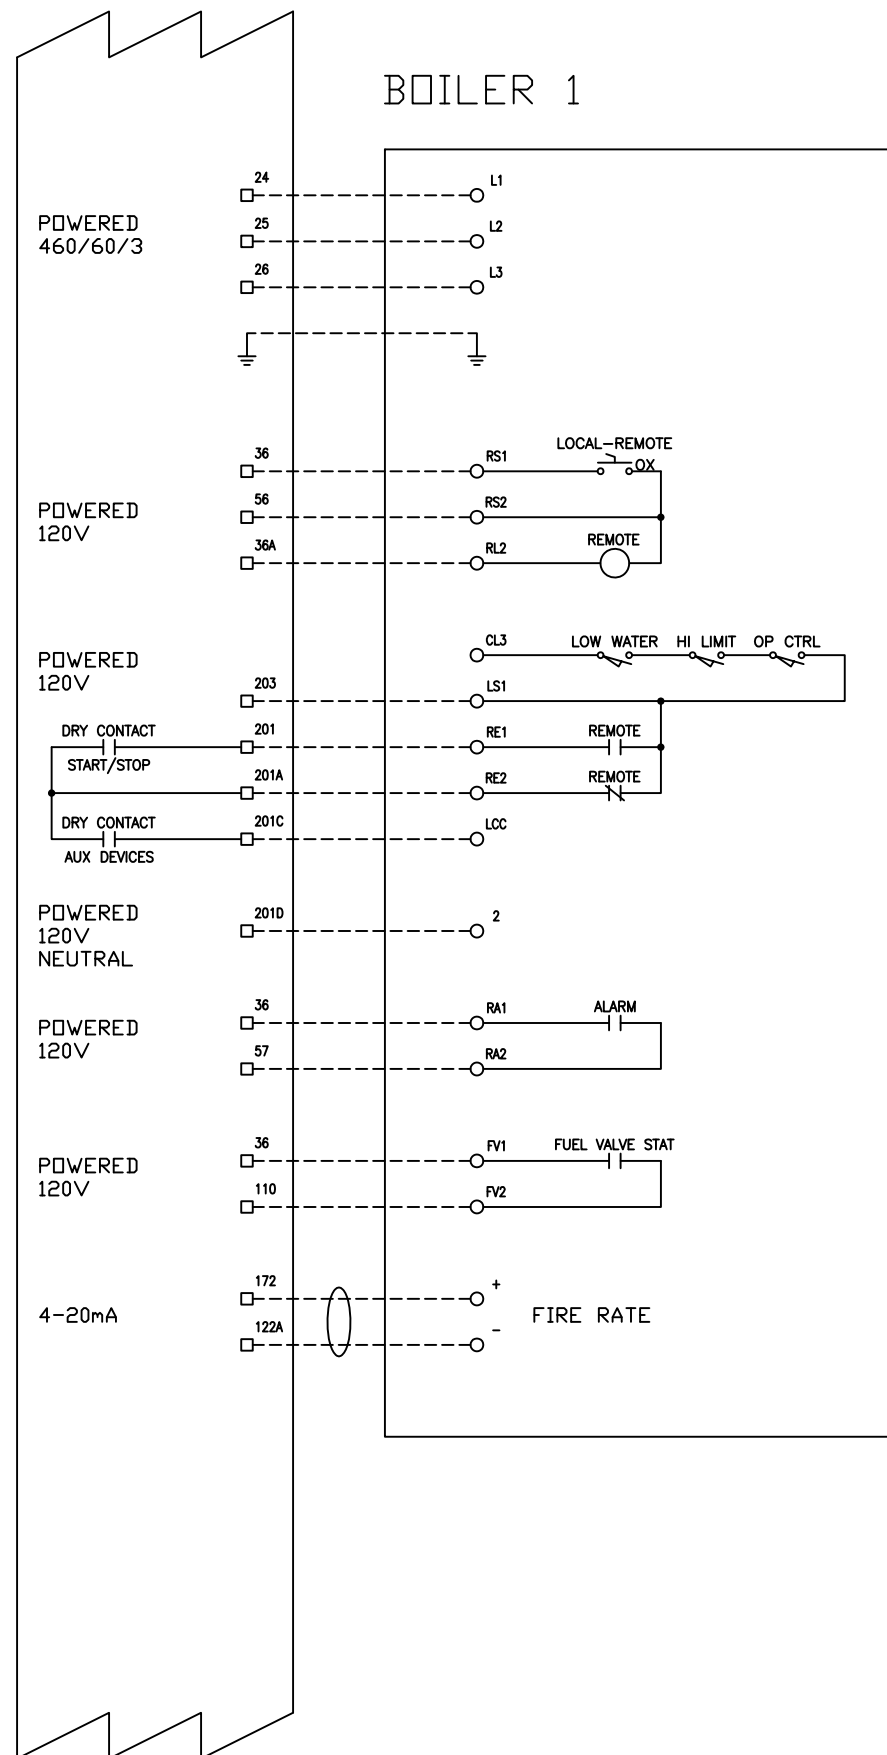 BOILER 1
24 L1
POWERED 25 L2
460/60/3
26 L3
LOCAL-REMOTE
36 RS1 OX
POWERED 56 RS2
120V
36A RL2 REMOTE
CL3 LOW WATER HI LIMIT OP CTRL
POWERED
120V 203 LS1
DRY CONTACT 201 RE1 REMOTE
START/STOP
201A RE2 REMOTE
DRY CONTACT 201C LCC
AUX DEVICES
POWERED 201D 2
120V
NEUTRAL
36 RA1 ALARM
POWERED
120V 57 RA2
36 FV1 FUEL VALVE STAT
POWERED
120V 110 FV2
172 +
4-20mA FIRE RATE
122A -